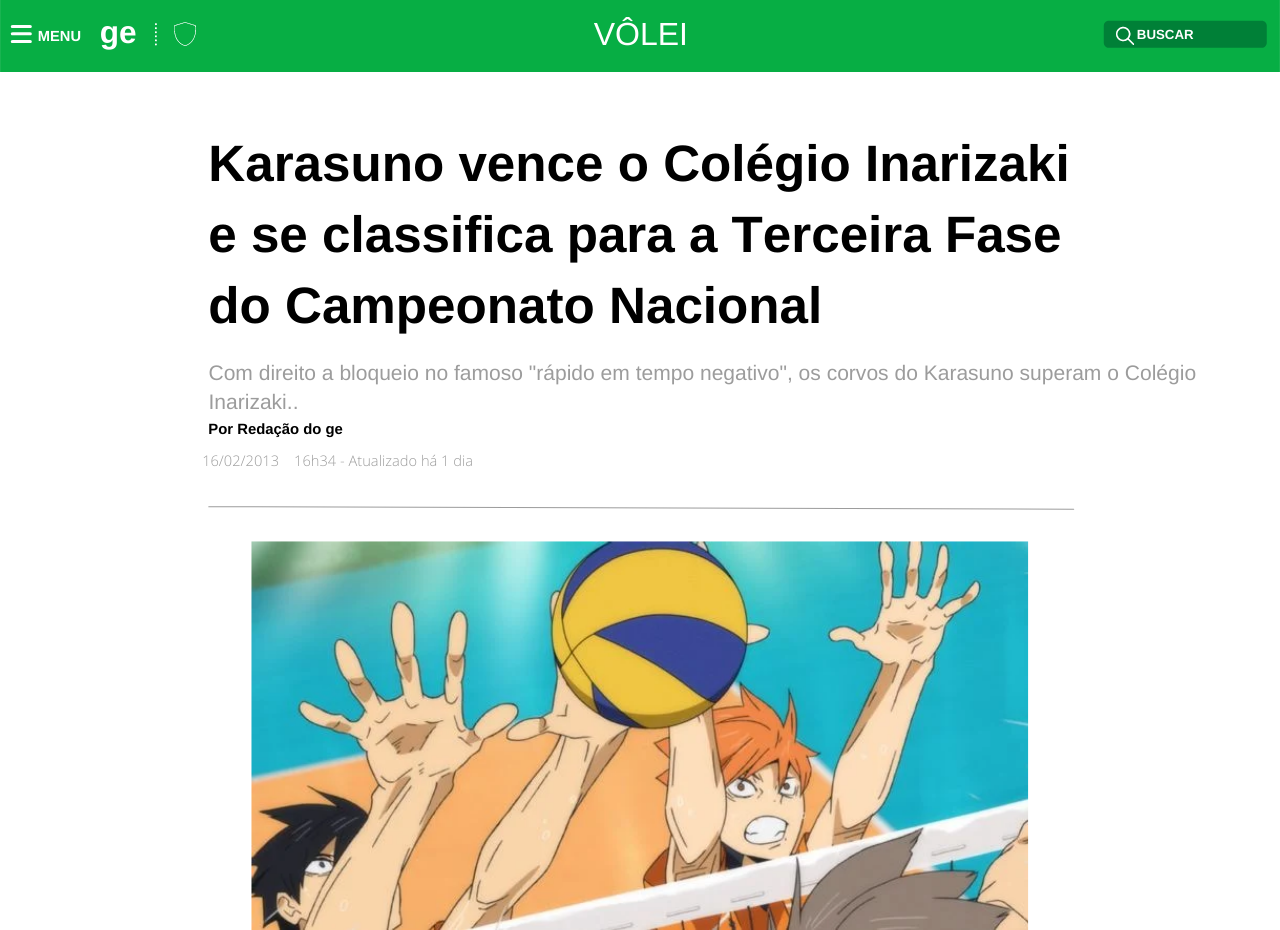 MENU ge VÔLEI BUSCAR
Karasuno vence o Colégio Inarizaki
e se classifica para a Terceira Fase
do Campeonato Nacional
Com direito a bloqueio no famoso "rápido em tempo negativo", os corvos do Karasuno superam o Colégio
Inarizaki..
Por Redação do ge
16/02/2013 16h34 - Atualizado há 1 dia